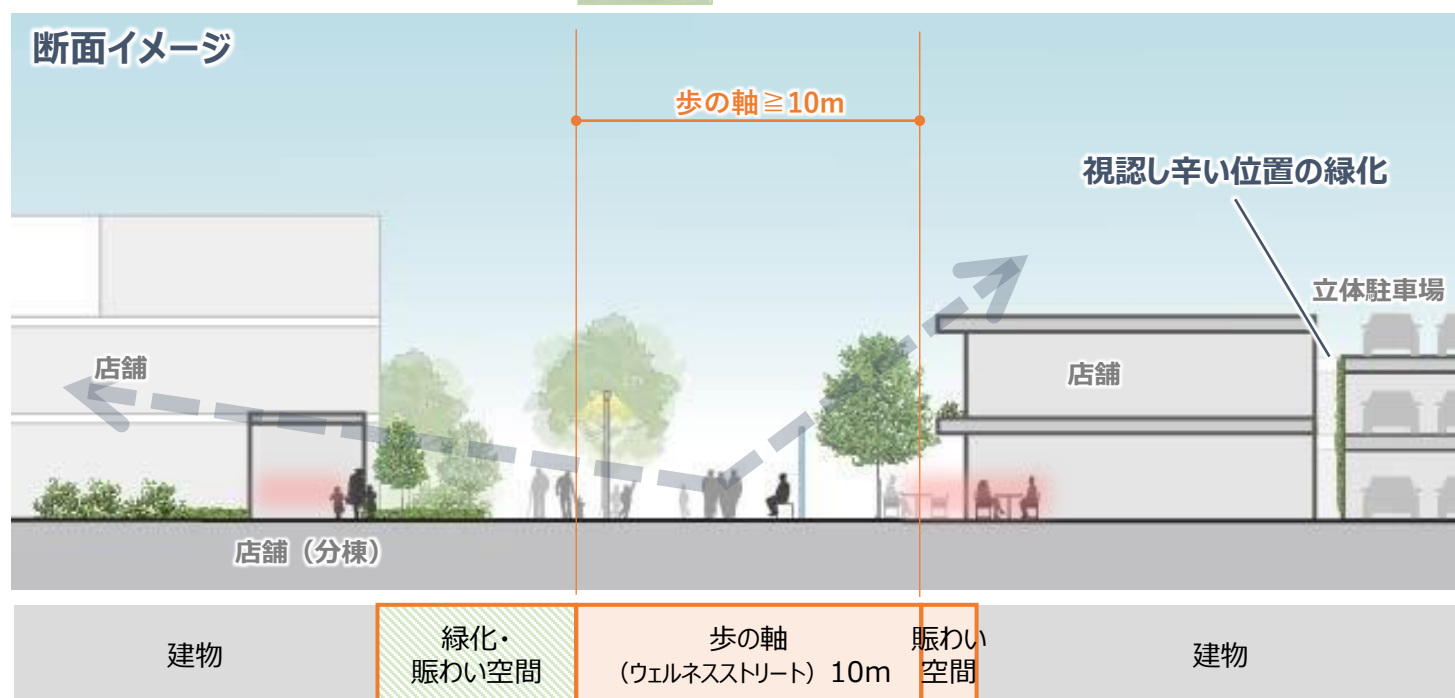 断面イメージ
歩の軸≧10m
視認し辛い位置の緑化
立体駐車場
店舗
店舗
店舗（分棟）
建物
緑化・
賑わい空間
歩の軸
（ウェルネスストリート）10m
賑わい
空間
建物